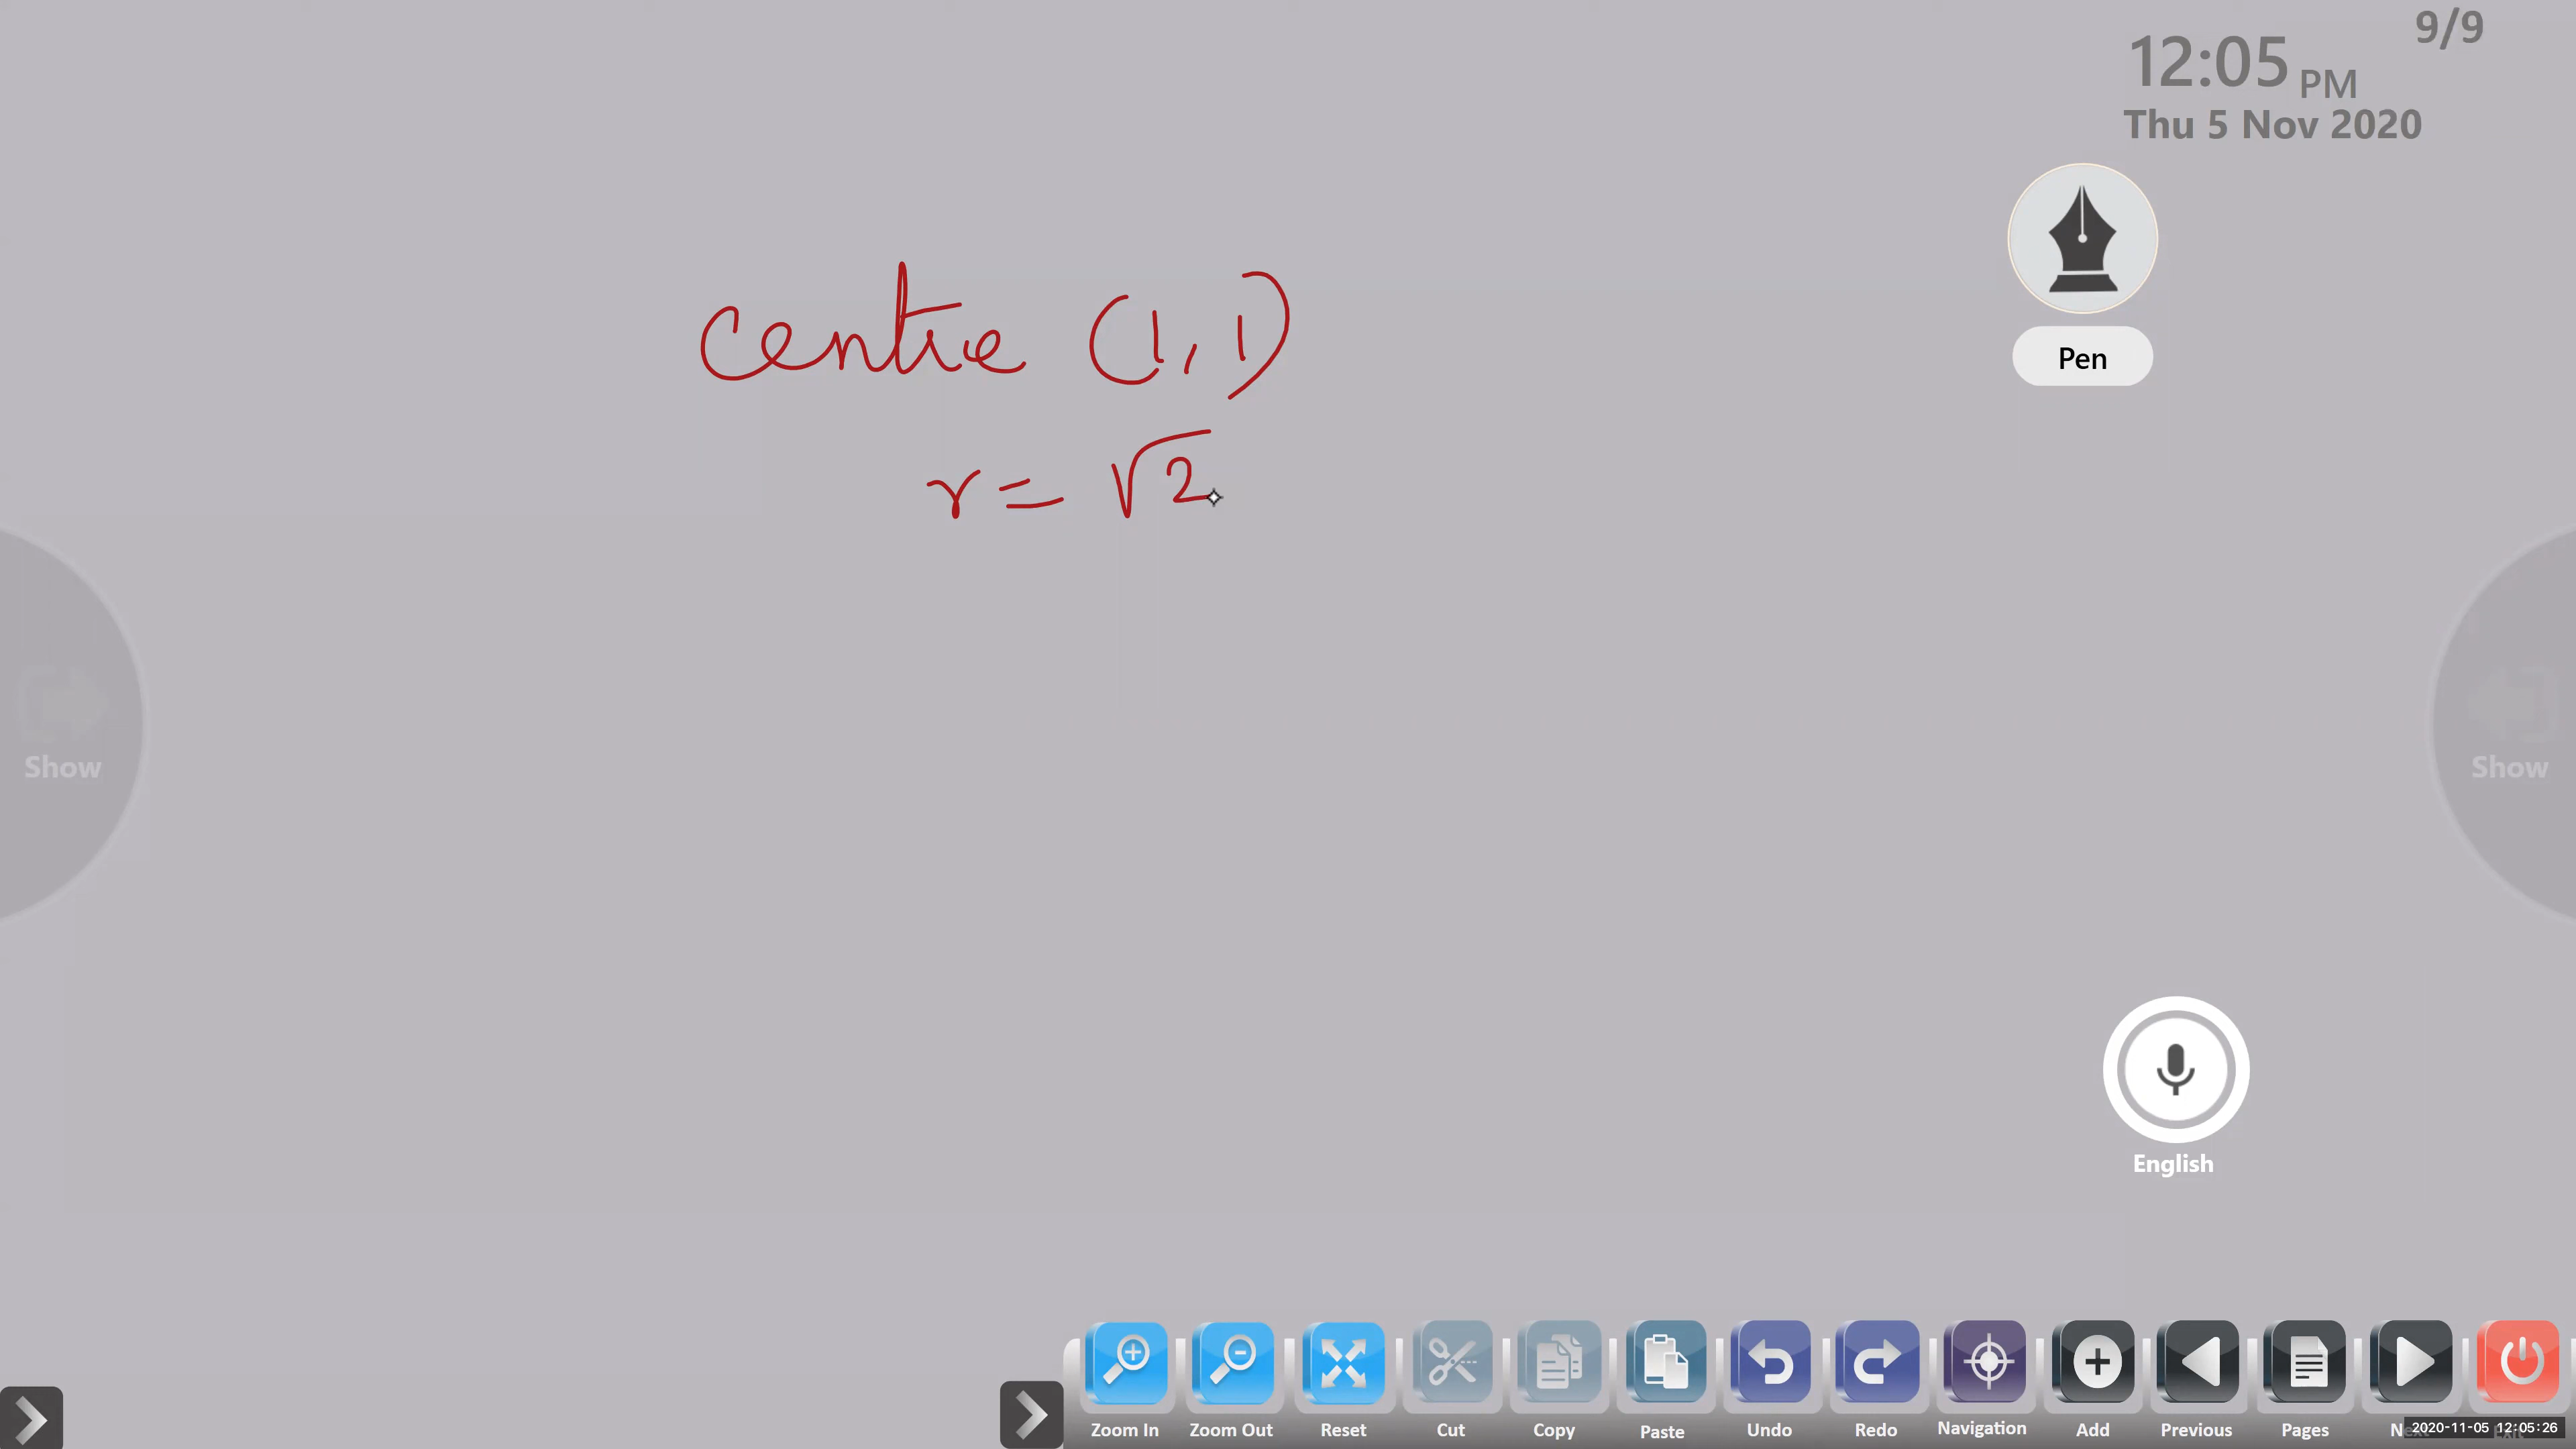 9/9
12:05 PM
Thu 5 Nov 2020
Pen
Centre (1, 1)
r = √2
Show
Show
English
Zoom In Zoom Out Reset Cut Copy Paste Undo Redo Navigation Add Previous Pages
2020-11-05 12:05:26